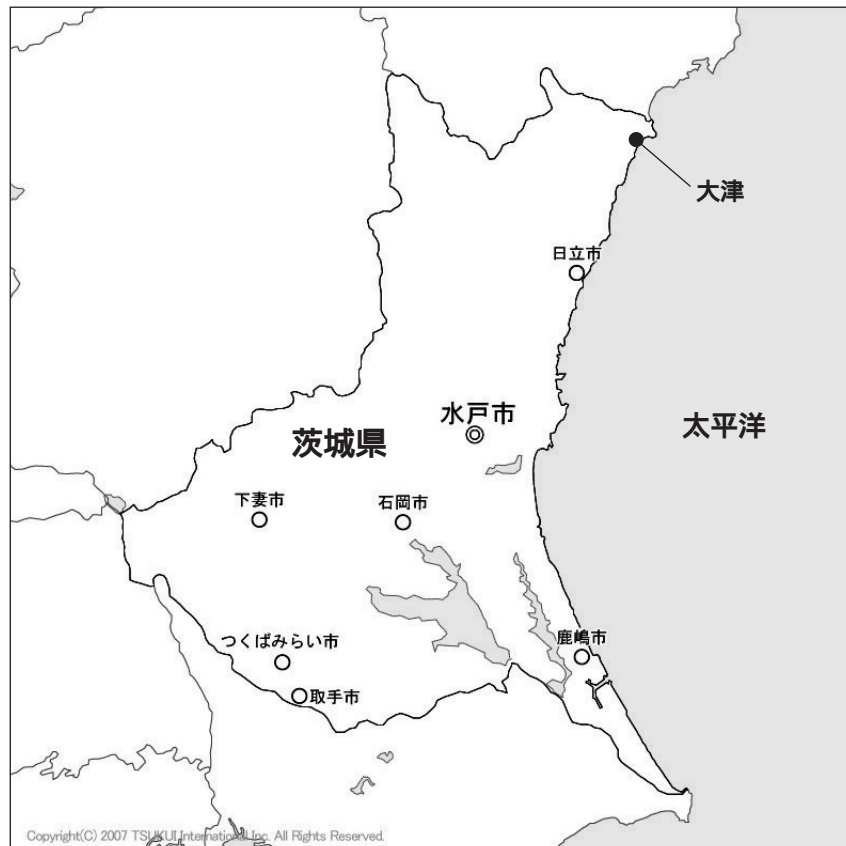 大津
日立市
水戸市
茨城県
太平洋
下妻市
石岡市
つくばみらい市
鹿嶋市
取手市
Copyright(C) 2007 TSUKUI International Inc. All Rights Reserved.